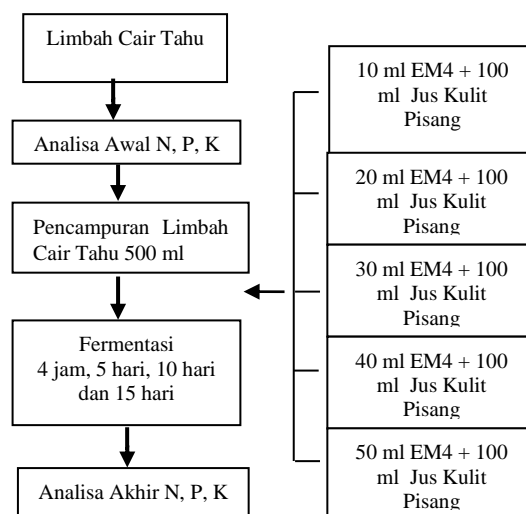 Limbah Cair Tahu
Analisa Awal N, P, K
Pencampuran Limbah
Cair Tahu 500 ml
Fermentasi
4 jam, 5 hari, 10 hari
dan 15 hari
Analisa Akhir N, P, K
10 ml EM4 + 100
ml Jus Kulit
Pisang
20 ml EM4 + 100
ml Jus Kulit
Pisang
30 ml EM4 + 100
ml Jus Kulit
Pisang
40 ml EM4 + 100
ml Jus Kulit
Pisang
50 ml EM4 + 100
ml Jus Kulit
Pisang